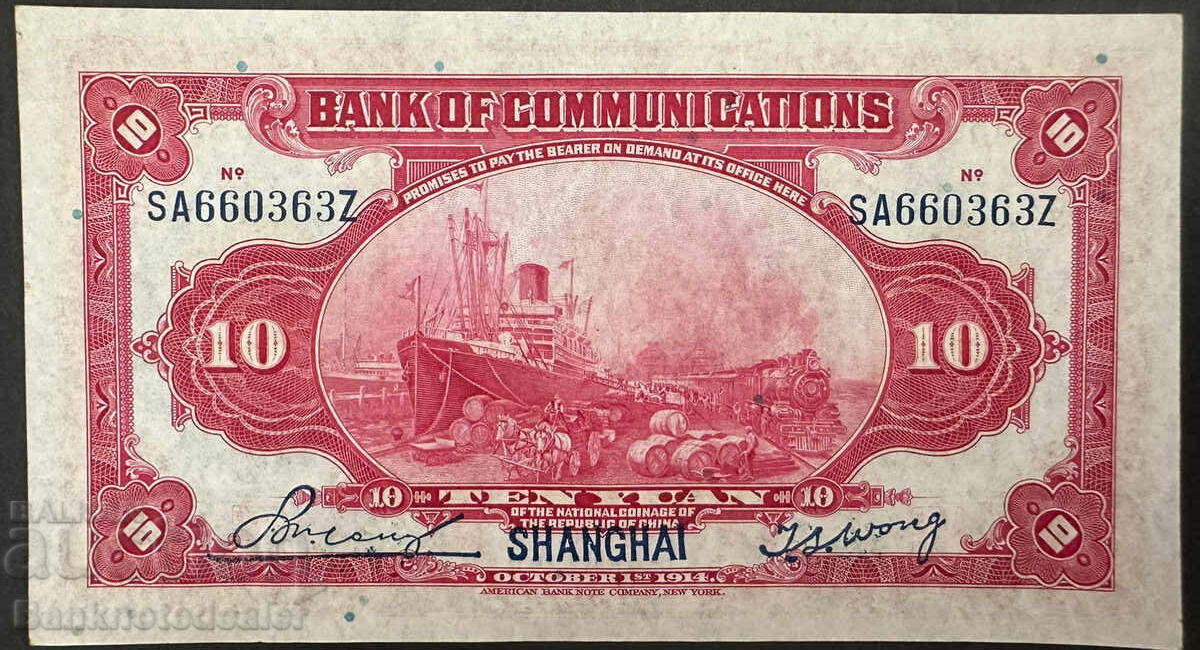 BANK OF COMMUNICATIONS
PROMISES TO PAY THE BEARER ON DEMAND AT ITS OFFICE HERE
10
10
Nº
Nº
SA660363Z
SA660363Z
10
10
10 TEN YUAN 10
OF THE NATIONAL COINAGE OF
THE REPUBLIC OF CHINA
10
10
SHANGHAI
T.S. Wong
OCTOBER 1ST 1914.
AMERICAN BANK NOTE COMPANY, NEW YORK.
Banknotedealer